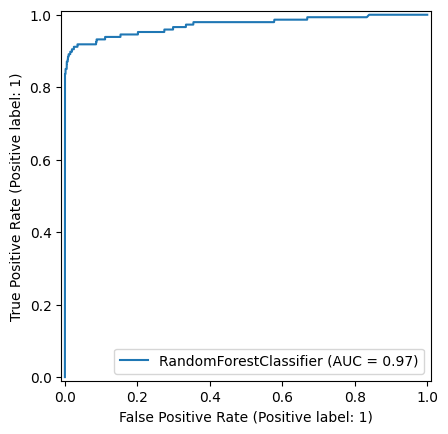 1.0
0.8
0.6
0.4
0.2
0.0
True Positive Rate (Positive label: 1)
RandomForestClassifier (AUC = 0.97)
0.0 0.2 0.4 0.6 0.8 1.0
False Positive Rate (Positive label: 1)